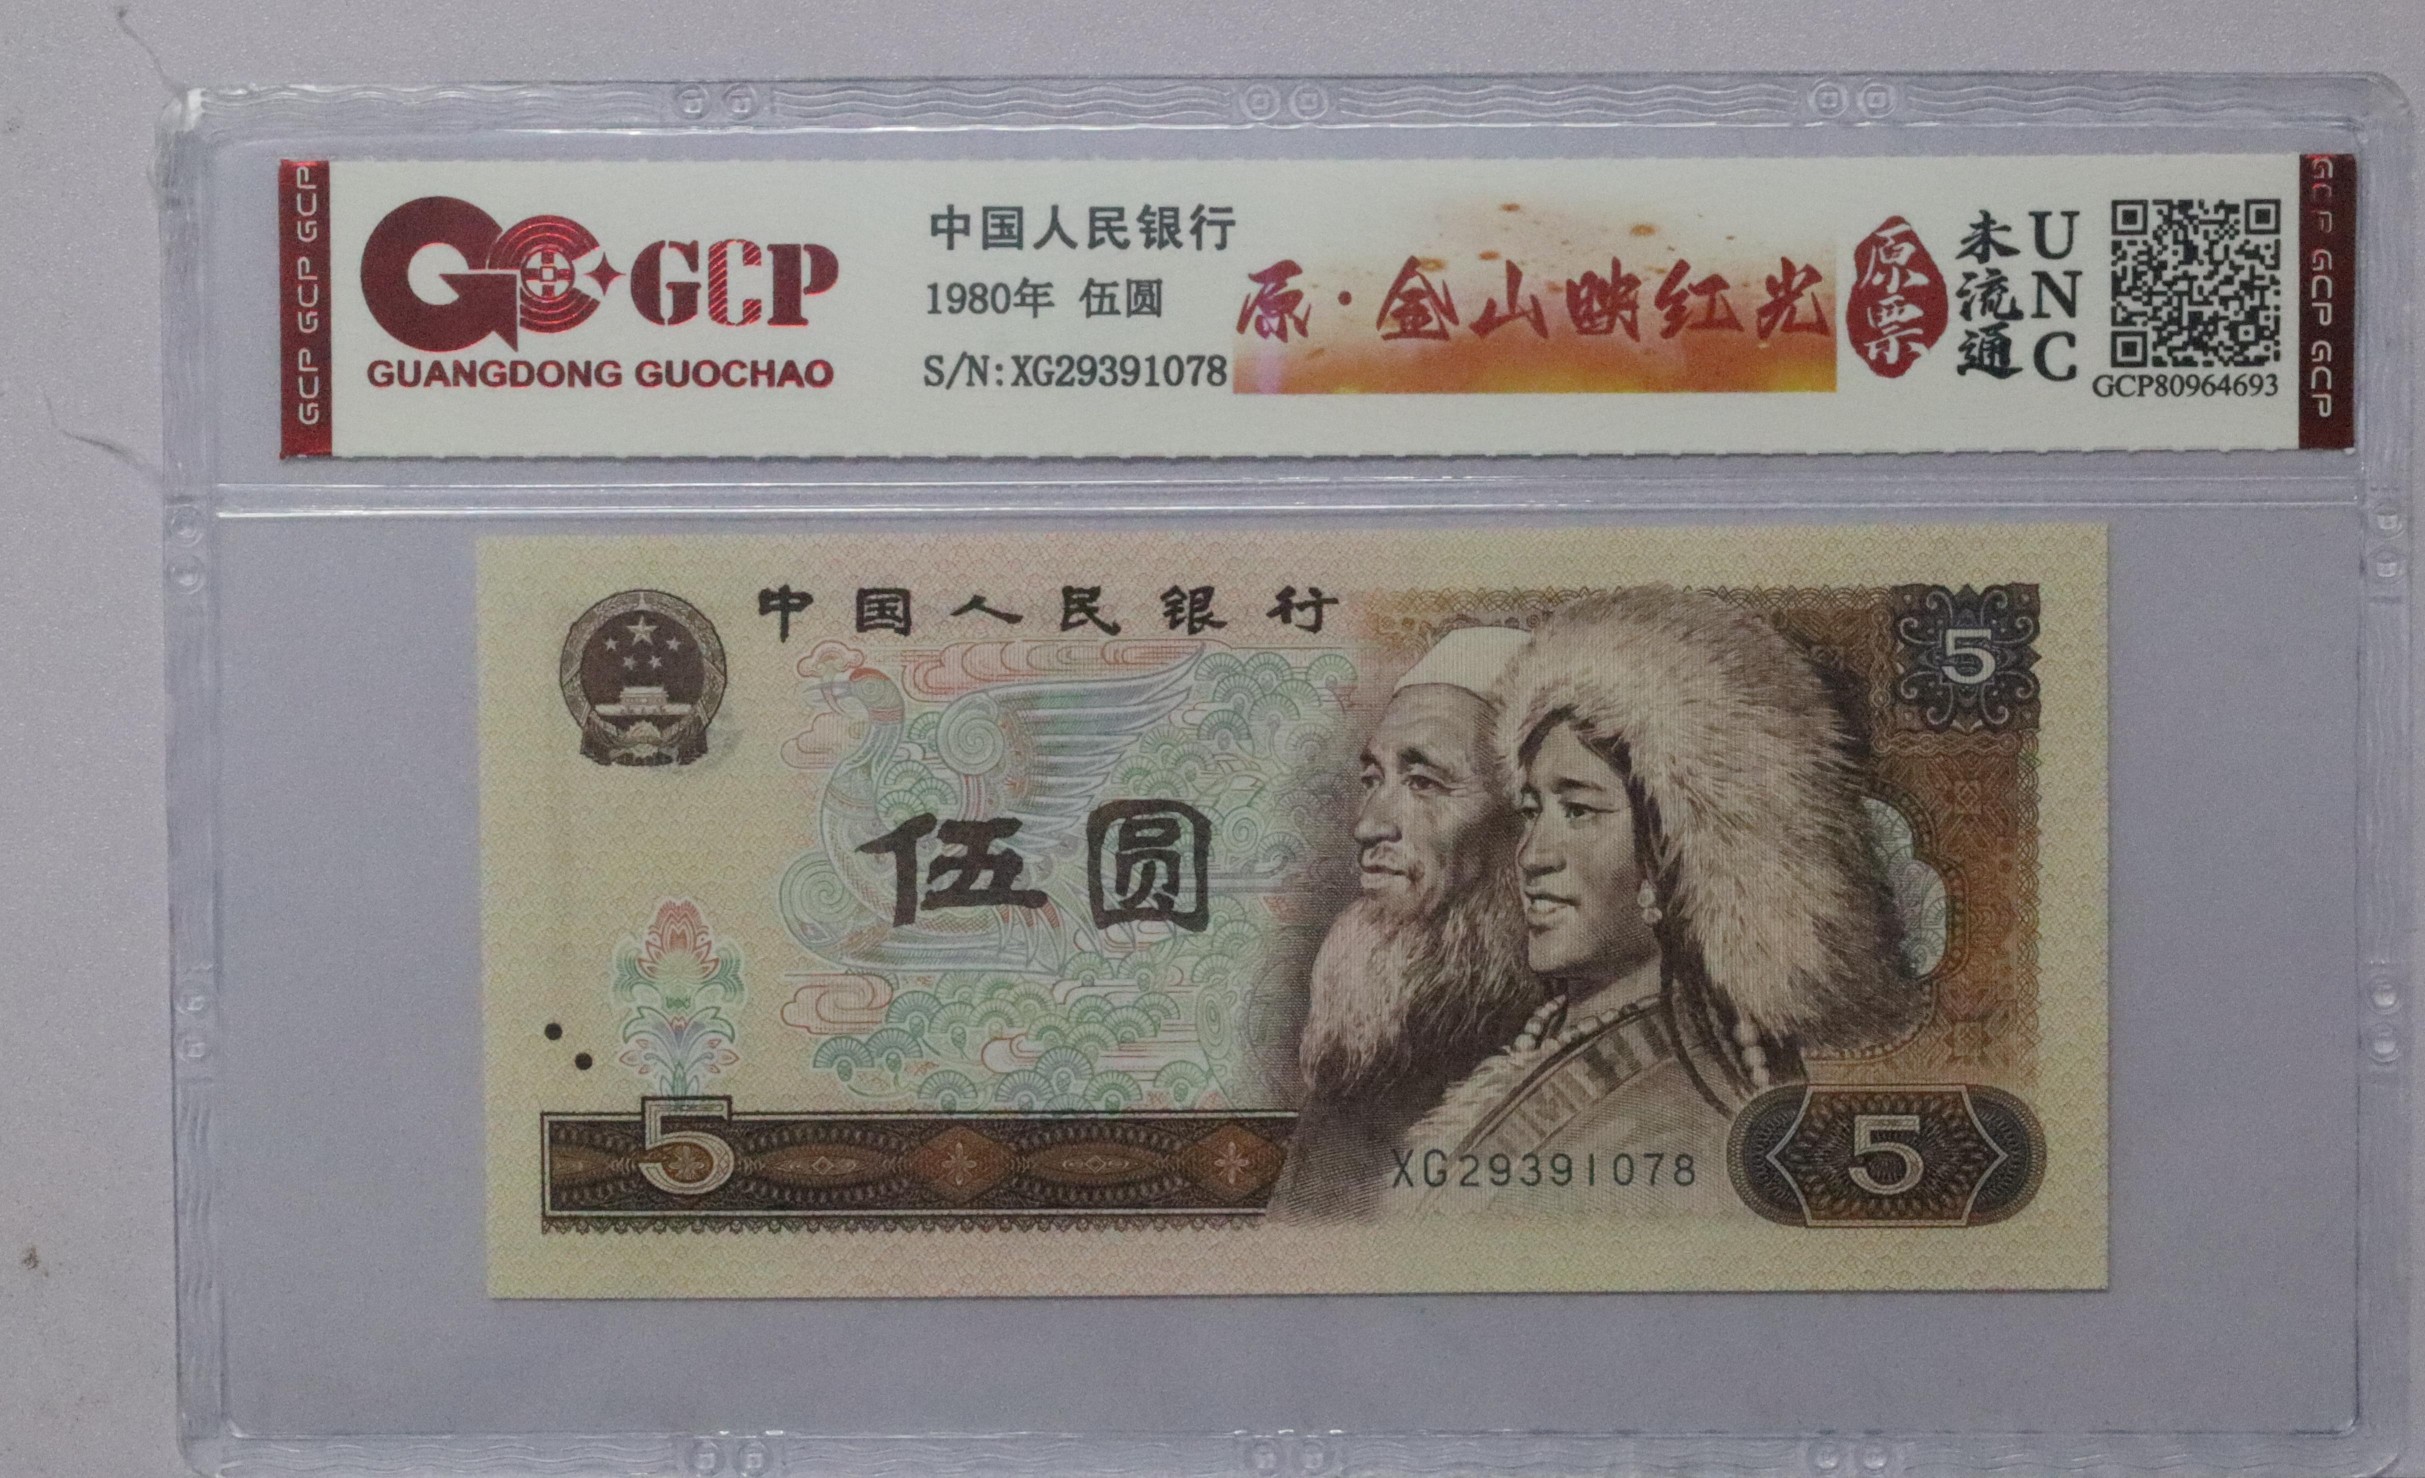 GCP GCP GCP
GCP
GUANGDONG GUOCHAO
中国人民银行
1980年 伍圆
S/N:XG29391078
原·金山映红光
原票
未流通
UNC
GCP80964693
GCP GCP GCP
中国人民银行
5
伍圆
5
XG29391078
5